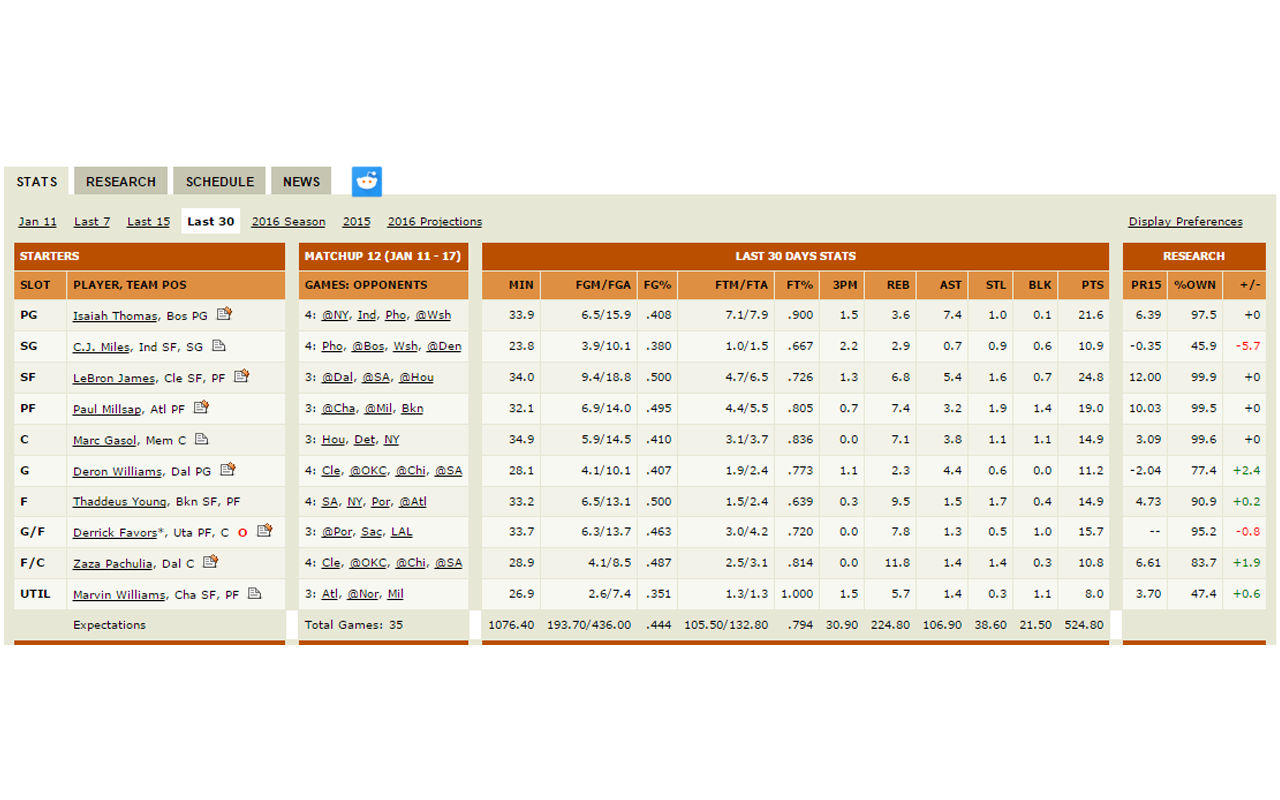 STATS RESEARCH SCHEDULE NEWS
Jan 11 Last 7 Last 15 Last 30 2016 Season 2015 2016 Projections Display Preferences
STARTERS MATCHUP 12 (JAN 11 - 17) LAST 30 DAYS STATS RESEARCH
SLOT PLAYER, TEAM POS GAMES: OPPONENTS MIN FGM/FGA FG% FTM/FTA FT% 3PM REB AST STL BLK PTS PR15 %OWN +/-
PG Isaiah Thomas, Bos PG 4: @NY, Ind, Pho, @Wsh 33.9 6.5/15.9 .408 7.1/7.9 .900 1.5 3.6 7.4 1.0 0.1 21.6 6.39 97.5 +0
SG C.J. Miles, Ind SF, SG 4: Pho, @Bos, Wsh, @Den 23.8 3.9/10.1 .380 1.0/1.5 .667 2.2 2.9 0.7 0.9 0.6 10.9 -0.35 45.9 -5.7
SF LeBron James, Cle SF, PF 3: @Dal, @SA, @Hou 34.0 9.4/18.8 .500 4.7/6.5 .726 1.3 6.8 5.4 1.6 0.7 24.8 12.00 99.9 +0
PF Paul Millsap, Atl PF 3: @Cha, @Mil, Bkn 32.1 6.9/14.0 .495 4.4/5.5 .805 0.7 7.4 3.2 1.9 1.4 19.0 10.03 99.5 +0
C Marc Gasol, Mem C 3: Hou, Det, NY 34.9 5.9/14.5 .410 3.1/3.7 .836 0.0 7.1 3.8 1.1 1.1 14.9 3.09 99.6 +0
G Deron Williams, Dal PG 4: Cle, @OKC, @Chi, @SA 28.1 4.1/10.1 .407 1.9/2.4 .773 1.1 2.3 4.4 0.6 0.0 11.2 -2.04 77.4 +2.4
F Thaddeus Young, Bkn SF, PF 4: SA, NY, Por, @Atl 33.2 6.5/13.1 .500 1.5/2.4 .639 0.3 9.5 1.5 1.7 0.4 14.9 4.73 90.9 +0.2
G/F Derrick Favors*, Uta PF, C O 3: @Por, Sac, LAL 33.7 6.3/13.7 .463 3.0/4.2 .720 0.0 7.8 1.3 0.5 1.0 15.7 -- 95.2 -0.8
F/C Zaza Pachulia, Dal C 4: Cle, @OKC, @Chi, @SA 28.9 4.1/8.5 .487 2.5/3.1 .814 0.0 11.8 1.4 1.4 0.3 10.8 6.61 83.7 +1.9
UTIL Marvin Williams, Cha SF, PF 3: Atl, @Nor, Mil 26.9 2.6/7.4 .351 1.3/1.3 1.000 1.5 5.7 1.4 0.3 1.1 8.0 3.70 47.4 +0.6
Expectations Total Games: 35 1076.40 193.70/436.00 .444 105.50/132.80 .794 30.90 224.80 106.90 38.60 21.50 524.80